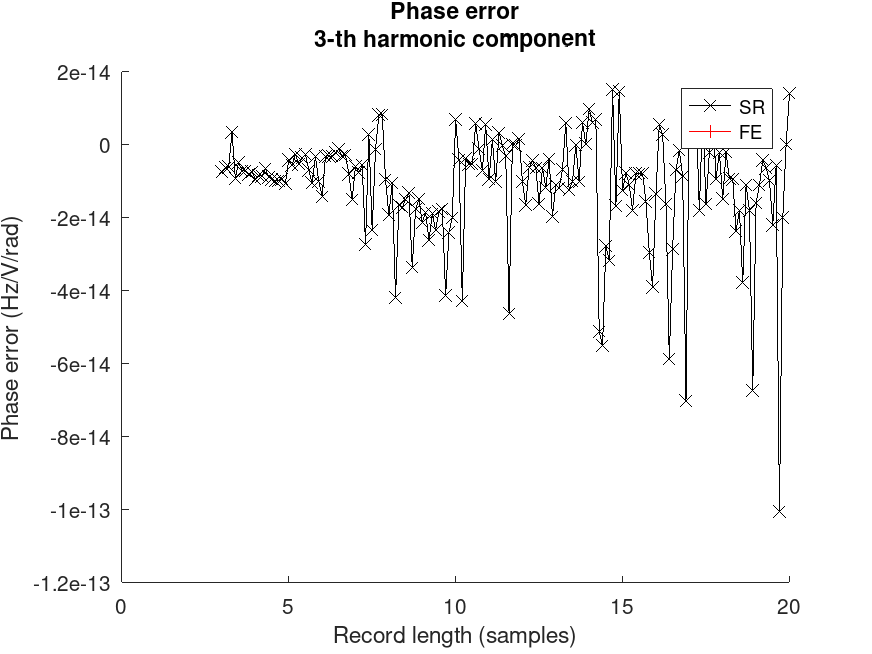 Phase error
3-th harmonic component
2e-14
0
-2e-14
-4e-14
-6e-14
-8e-14
-1e-13
-1.2e-13
Phase error (Hz/V/rad)
SR
FE
0
5
10
15
20
Record length (samples)